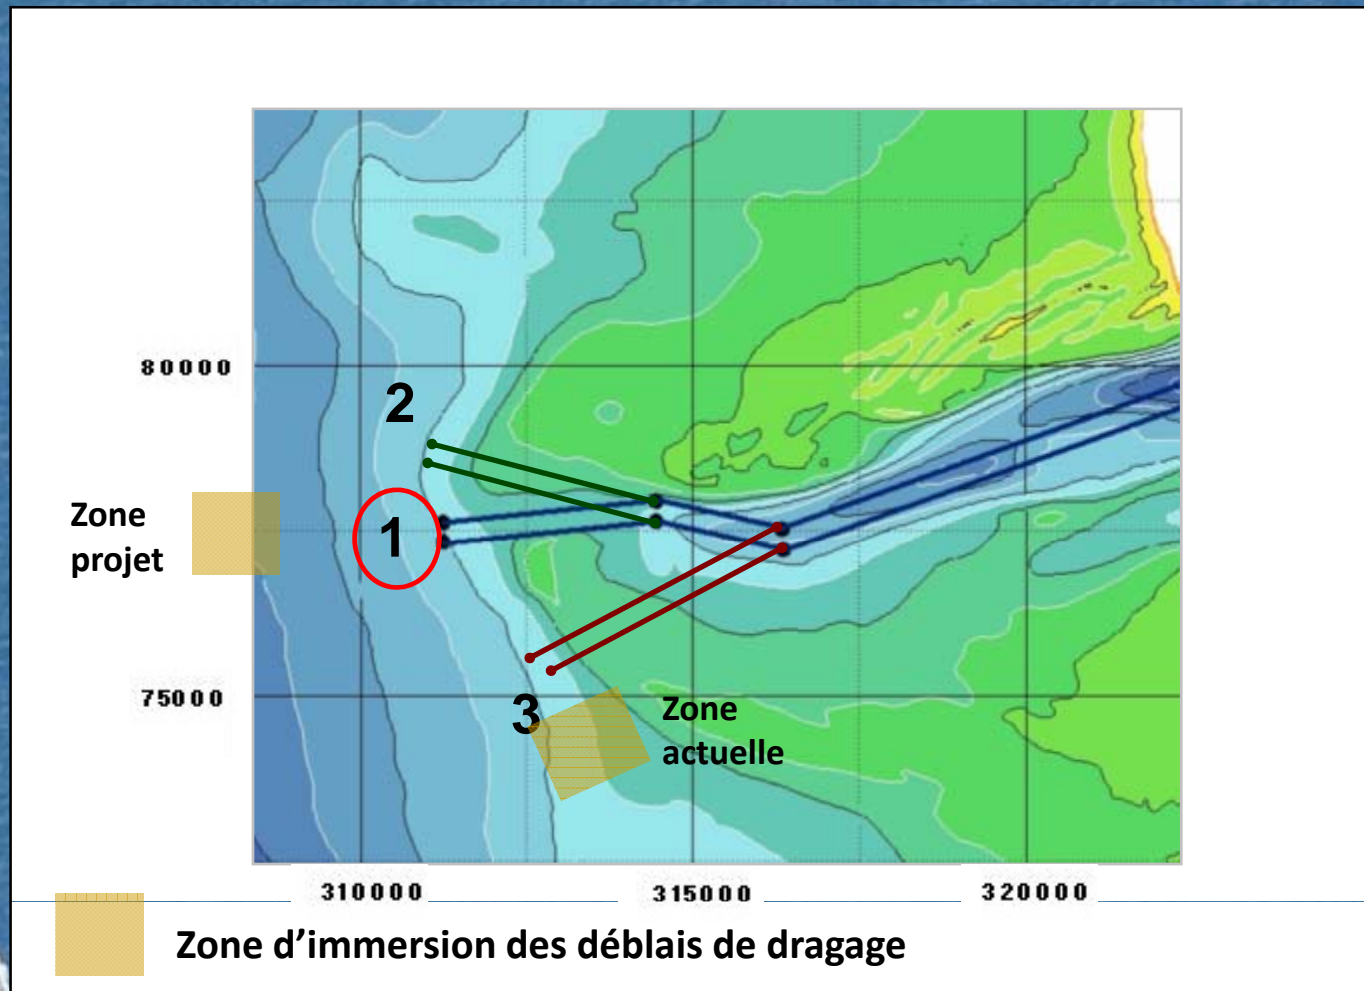 80000
2
Zone
projet
1
75000
3
Zone
actuelle
310000
315000
320000
Zone d’immersion des déblais de dragage